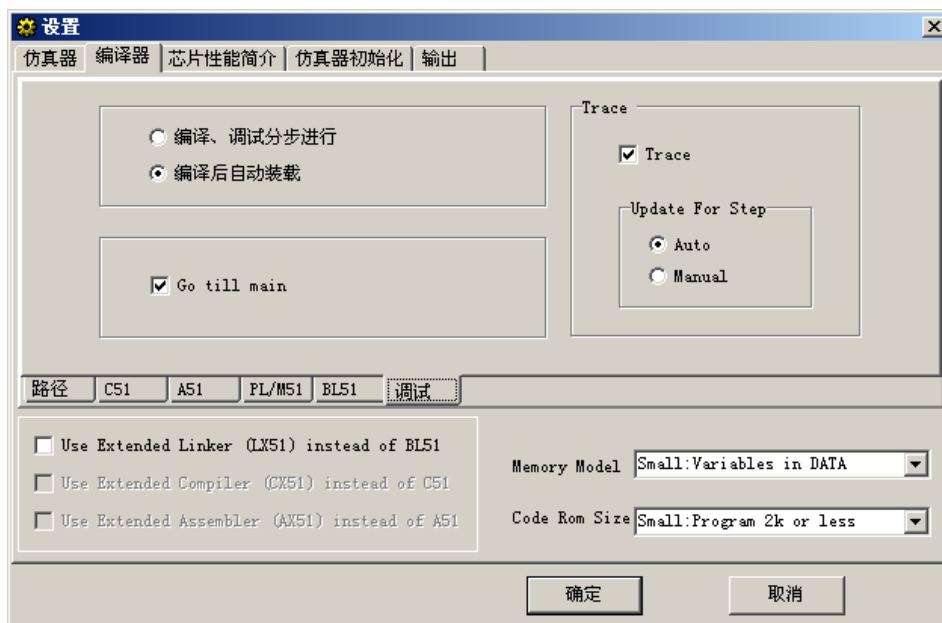 设置
仿真器 编译器 芯片性能简介 仿真器初始化 输出
编译、调试分步进行
编译后自动装载
Go till main
Trace
Trace
Update For Step
Auto
Manual
路径 C51 A51 PL/M51 BL51 调试
Use Extended Linker (LX51) instead of BL51
Use Extended Compiler (CX51) instead of C51
Use Extended Assembler (AX51) instead of A51
Memory Model Small:Variables in DATA
Code Rom Size Small:Program 2k or less
确定 取消